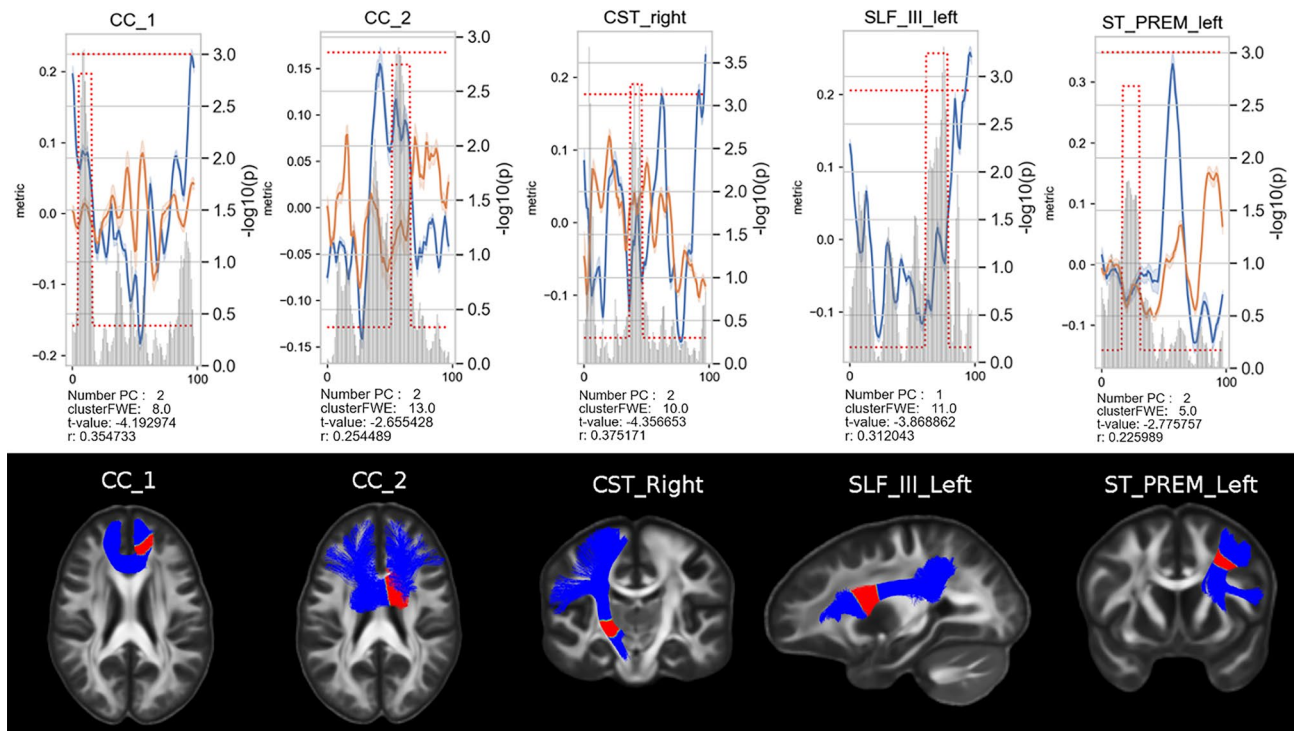 CC_1
CC_2
CST_right
SLF_III_left
ST_PREM_left
metric
0.2
0.1
0.0
−0.1
−0.2
3.0
2.5
2.0
1.5
1.0
0.5
0.0
-log10(p)
0
100
Number PC : 2
clusterFWE: 8.0
t-value: -4.192974
r: 0.354733
metric
0.15
0.10
0.05
0.00
−0.05
−0.10
−0.15
3.0
2.5
2.0
1.5
1.0
0.5
0.0
-log10(p)
0
100
Number PC : 2
clusterFWE: 13.0
t-value: -2.655428
r: 0.254489
metric
0.2
0.1
0.0
−0.1
3.5
3.0
2.5
2.0
1.5
1.0
0.5
0.0
-log10(p)
0
100
Number PC : 2
clusterFWE: 10.0
t-value: -4.356653
r: 0.375171
metric
0.2
0.1
0.0
−0.1
3.0
2.5
2.0
1.5
1.0
0.5
0.0
-log10(p)
0
100
Number PC : 1
clusterFWE: 11.0
t-value: -3.868862
r: 0.312043
metric
0.3
0.2
0.1
0.0
−0.1
3.0
2.5
2.0
1.5
1.0
0.5
0.0
-log10(p)
0
100
Number PC : 2
clusterFWE: 5.0
t-value: -2.775757
r: 0.225989
CC_1
CC_2
CST_Right
SLF_III_Left
ST_PREM_Left